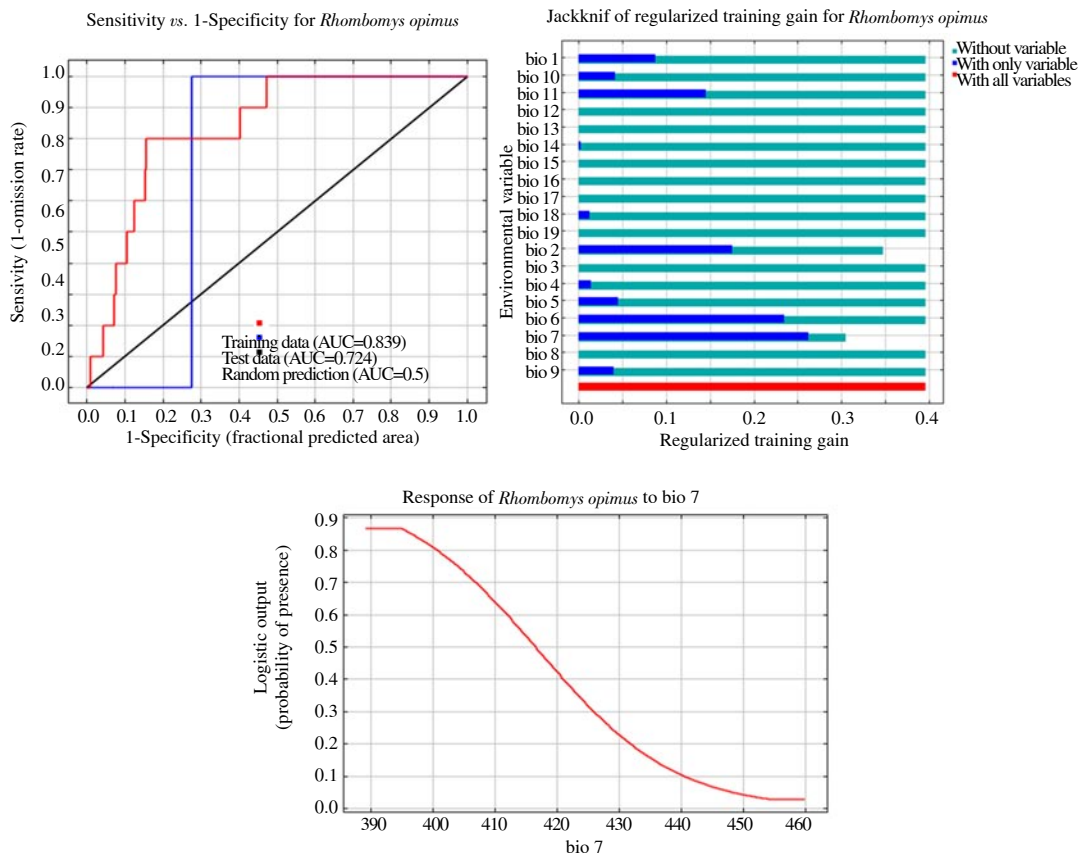 Sensitivity vs. 1-Specificity for Rhombomys opimus
1.0
0.9
0.8
0.7
0.6
0.5
0.4
0.3
0.2
0.0
Sensivity (1-omission rate)
Training data (AUC=0.839)
Test data (AUC=0.724)
Random prediction (AUC=0.5)
0.0 0.1 0.2 0.3 0.4 0.5 0.6 0.7 0.8 0.9 1.0
1-Specificity (fractional predicted area)
Jackknif of regularized training gain for Rhombomys opimus
Without variable
With only variable
With all variables
Environmental variable
bio 1
bio 10
bio 11
bio 12
bio 13
bio 14
bio 15
bio 16
bio 17
bio 18
bio 19
bio 2
bio 3
bio 4
bio 5
bio 6
bio 7
bio 8
bio 9
0.0 0.1 0.2 0.3 0.4
Regularized training gain
Response of Rhombomys opimus to bio 7
0.9
0.8
0.7
0.6
0.5
0.4
0.3
0.2
0.1
0.0
Logistic output
(probability of presence)
390 400 410 420 430 440 450 460
bio 7